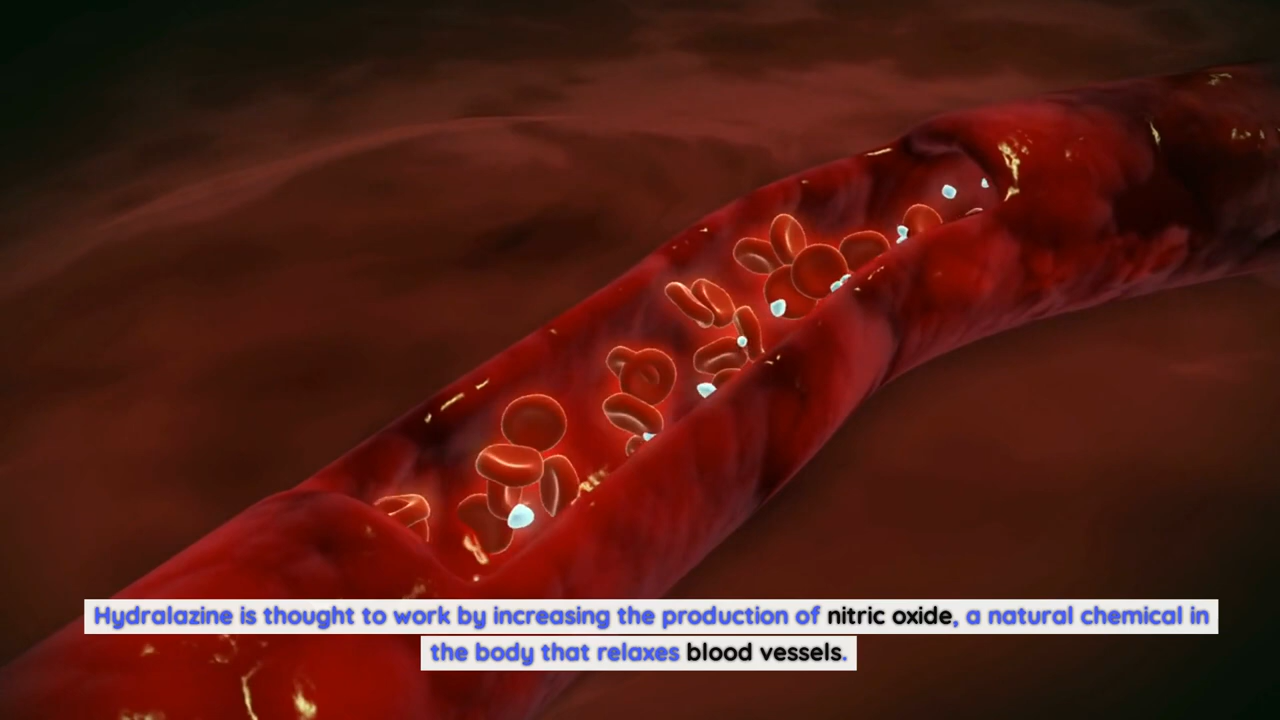 Hydralazine is thought to work by increasing the production of nitric oxide, a natural chemical in
the body that relaxes blood vessels.